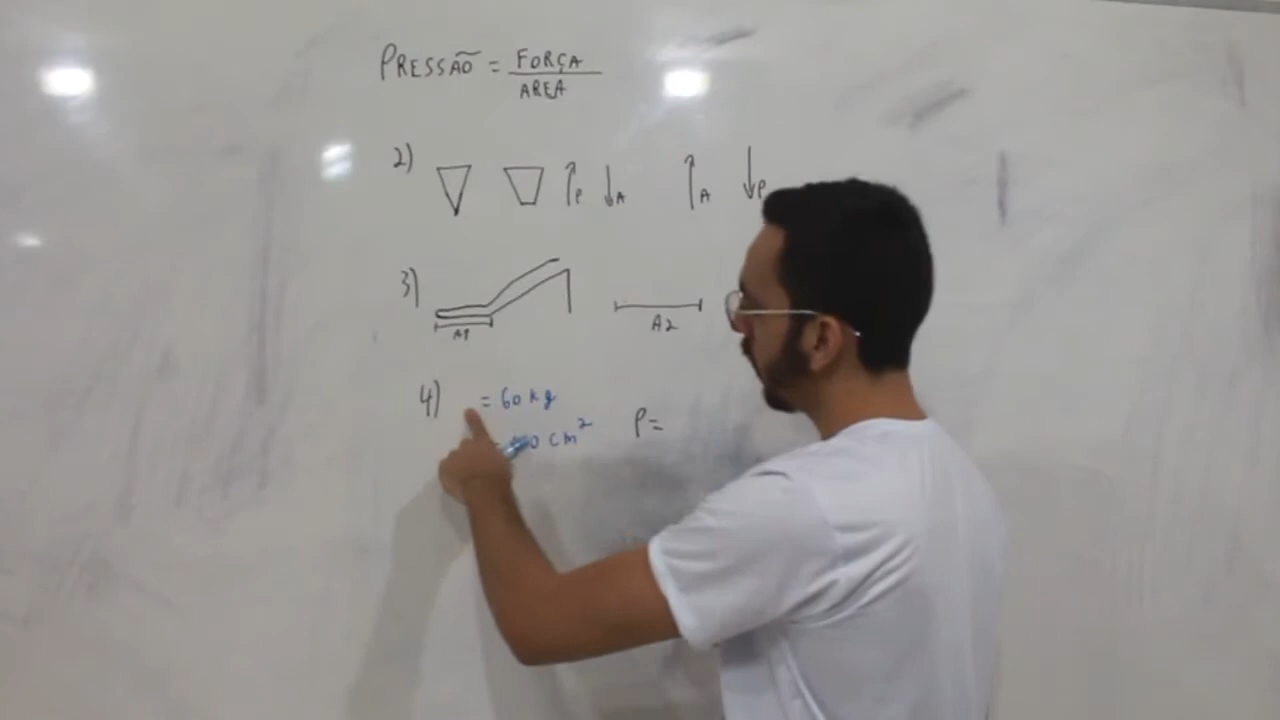 PRESSÃO = FORÇA
AREA
2) P A A P
3) A1 A2
4) = 60 kg
cm² P=